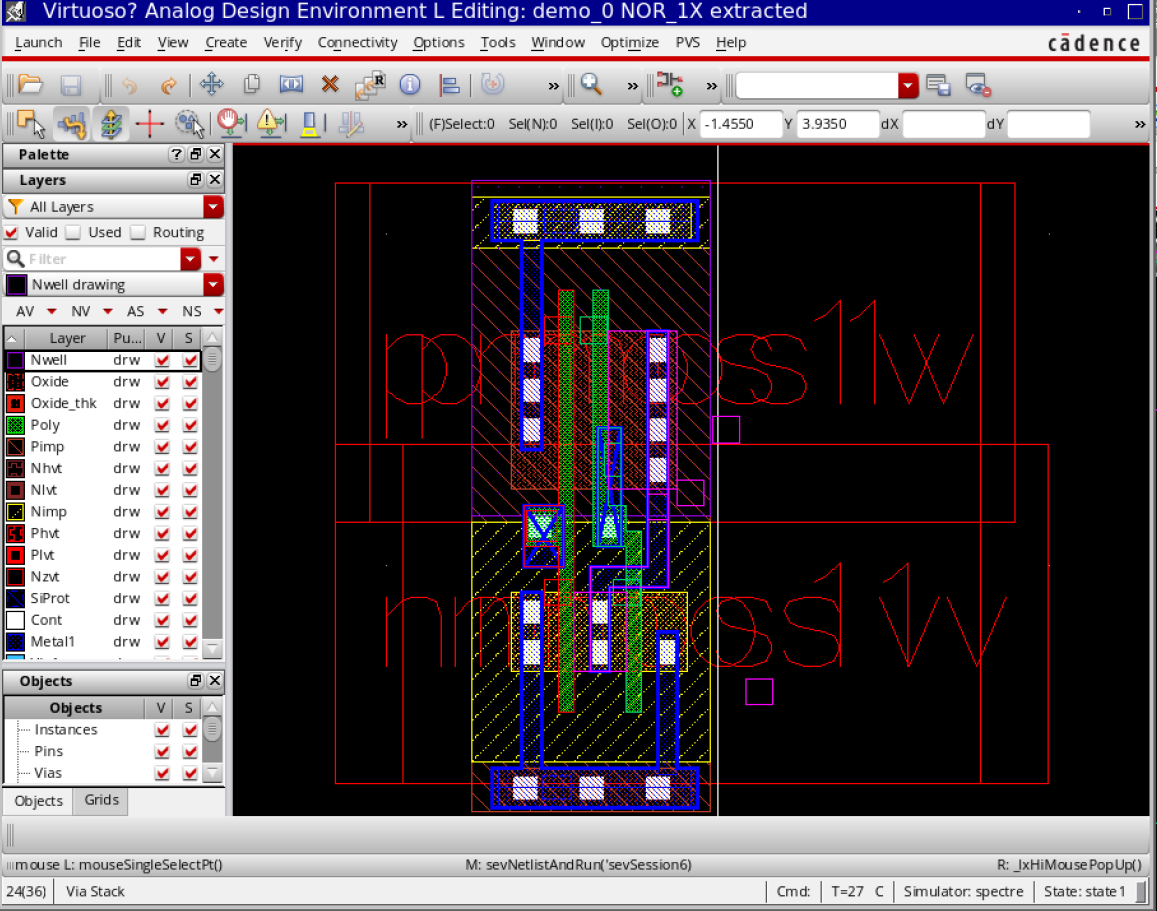 Virtuoso? Analog Design Environment L Editing: demo_0 NOR_1X extracted
Launch File Edit View Create Verify Connectivity Options Tools Window Optimize PVS Help
cādence
R
» » »
» (F)Select:0 Sel(N):0 Sel(I):0 Sel(O):0 X -1.4550 Y 3.9350 dX dY »
Palette ?
Layers
All Layers
Valid Used Routing
Filter
Nwell drawing
AV NV AS NS
Layer Pu... V S
Nwell drw
Oxide drw
Oxide_thk drw
Poly drw
Pimp drw
Nhvt drw
Nlvt drw
Nimp drw
Phvt drw
Plvt drw
Nzvt drw
SiProt drw
Cont drw
Metal1 drw
Objects
Objects V S
Instances
Pins
Vias
Objects Grids
mouse L: mouseSingleSelectPt() M: sevNetlistAndRun('sevSession6) R: _lxHiMousePopUp()
24(36) Via Stack Cmd: T=27 C Simulator: spectre State: state1